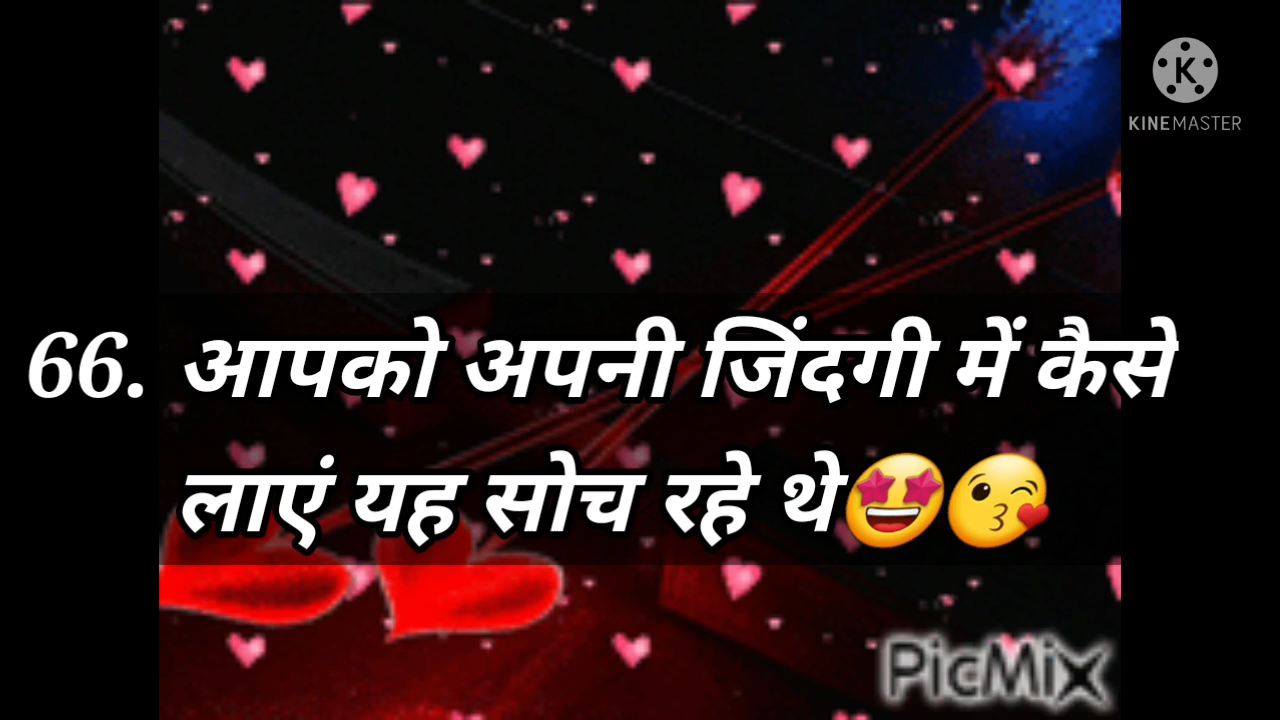 KINEMASTER
66. आपको अपनी जिंदगी में कैसे
लाएं यह सोच रहे थे🤩😘
PicMix